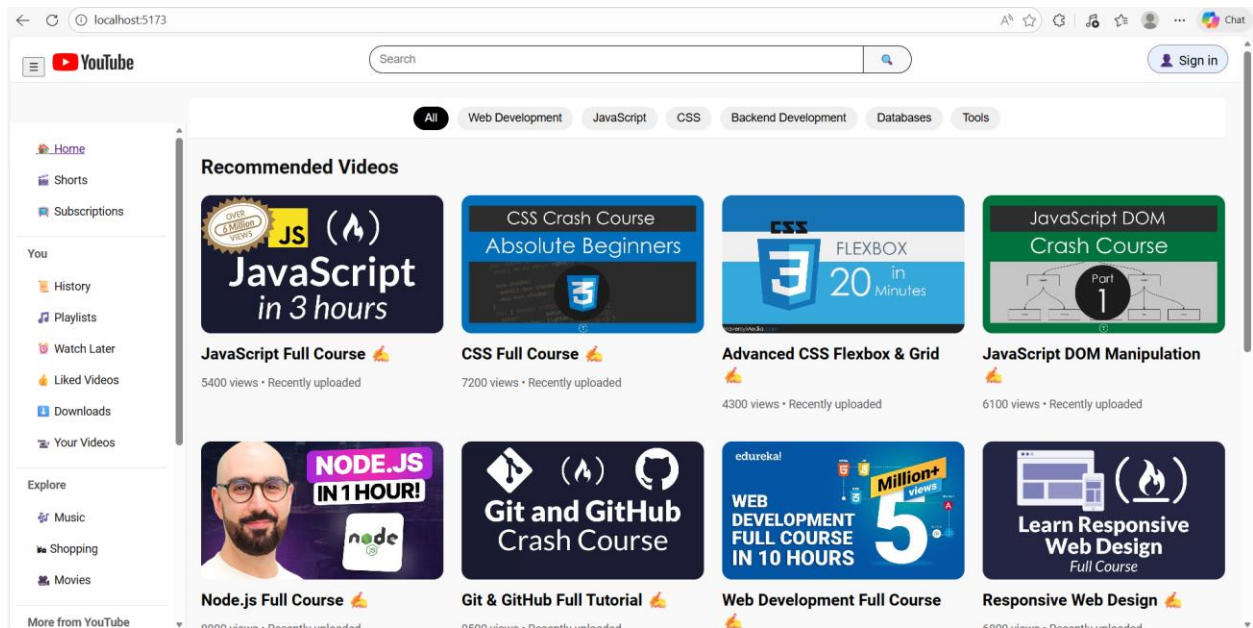 localhost:5173
Chat
YouTube
Search
Sign in
All Web Development JavaScript CSS Backend Development Databases Tools
Home
Shorts
Subscriptions
You
History
Playlists
Watch Later
Liked Videos
Downloads
Your Videos
Explore
Music
Shopping
Movies
More from YouTube
Recommended Videos
OVER
6 Million
VIEWS
JS
JavaScript
in 3 hours
JavaScript Full Course
5400 views • Recently uploaded
CSS Crash Course
Absolute Beginners
3
CSS Full Course
7200 views • Recently uploaded
CSS
3
FLEXBOX
20 in
Minutes
Advanced CSS Flexbox & Grid
4300 views • Recently uploaded
JavaScript DOM
Crash Course
Part
1
JavaScript DOM Manipulation
6100 views • Recently uploaded
NODE.JS
IN 1 HOUR!
node
JS
Node.js Full Course
Git and GitHub
Crash Course
Git & GitHub Full Tutorial
edureka!
Million+
views
5
WEB
DEVELOPMENT
FULL COURSE
IN 10 HOURS
Web Development Full Course
Learn Responsive
Web Design
Full Course
Responsive Web Design